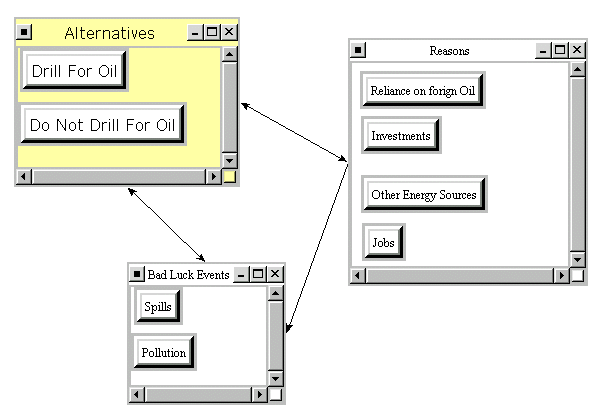 Alternatives
Drill For Oil
Do Not Drill For Oil
Reasons
Reliance on forign Oil
Investments
Other Energy Sources
Jobs
Bad Luck Events
Spills
Pollution